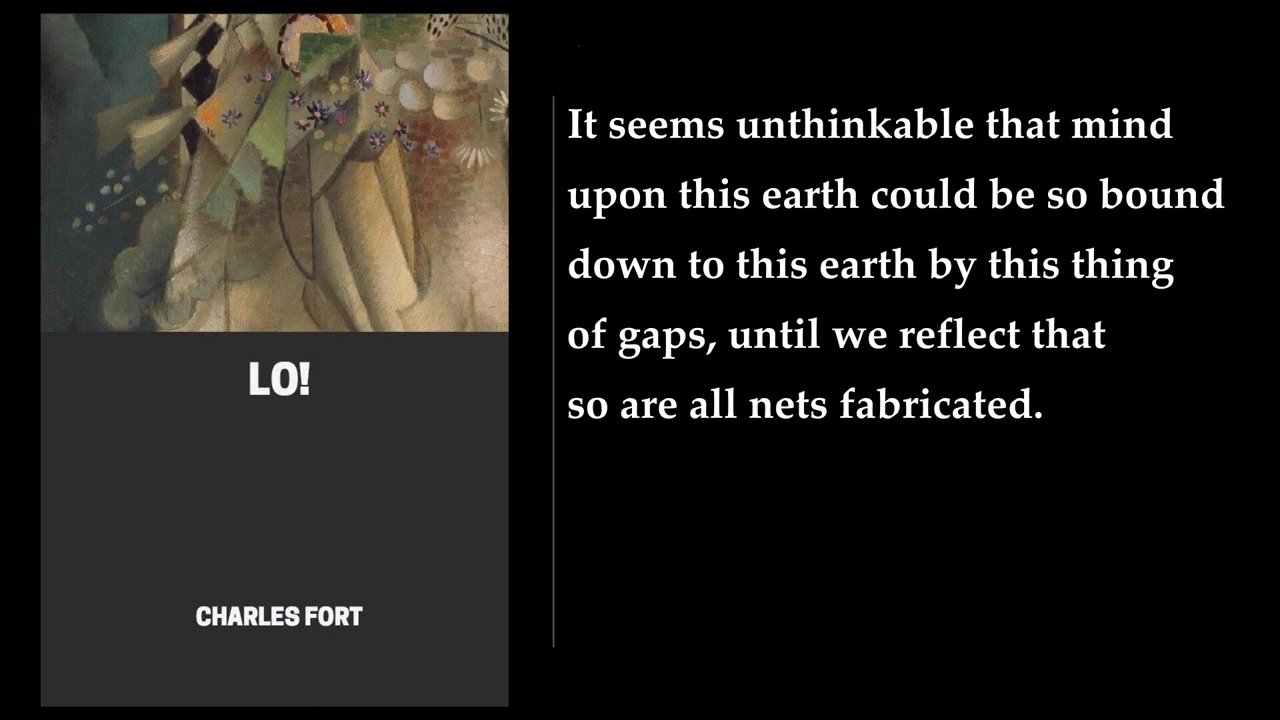 LO!
CHARLES FORT
It seems unthinkable that mind
upon this earth could be so bound
down to this earth by this thing
of gaps, until we reflect that
so are all nets fabricated.